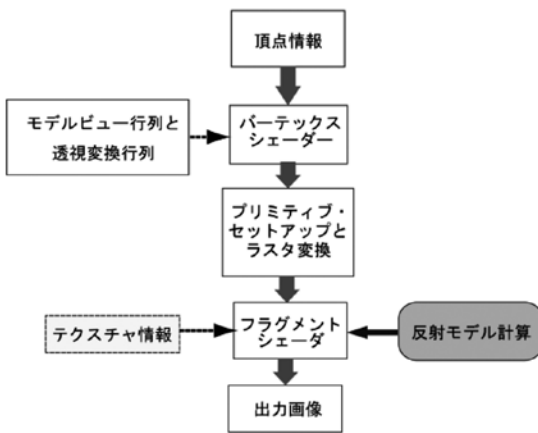 頂点情報
モデルビュー行列と
透視変換行列
バーテックス
シェーダー
プリミティブ・
セットアップと
ラスタ変換
テクスチャ情報
フラグメント
シェーダ
反射モデル計算
出力画像